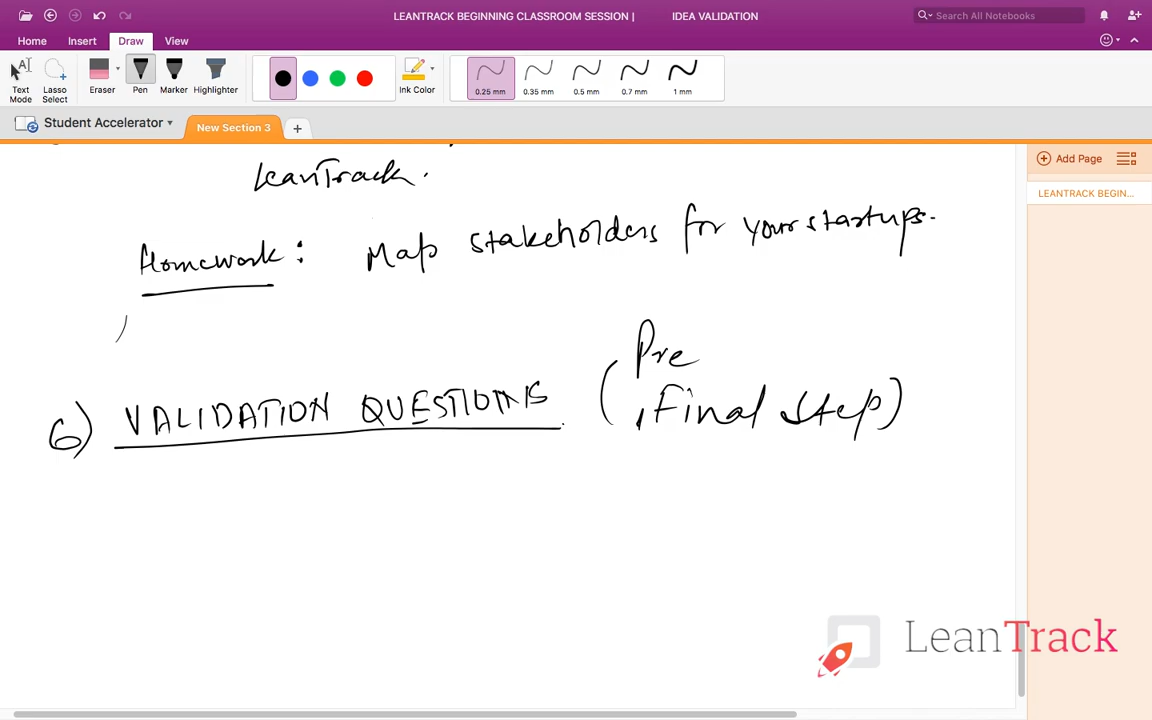 LEANTRACK BEGINNING CLASSROOM SESSION | IDEA VALIDATION
Search All Notebooks
Home Insert Draw View
Text Mode
Lasso Select
Eraser
Pen
Marker
Highlighter
Ink Color
0.25 mm 0.35 mm 0.5 mm 0.7 mm 1 mm
Student Accelerator
New Section 3
+
Add Page
LEANTRACK BEGIN...
LeanTrack.
Homework : Map stakeholders for your startups.
Pre
6) VALIDATION QUESTIONS. ( Final Step)
LeanTrack